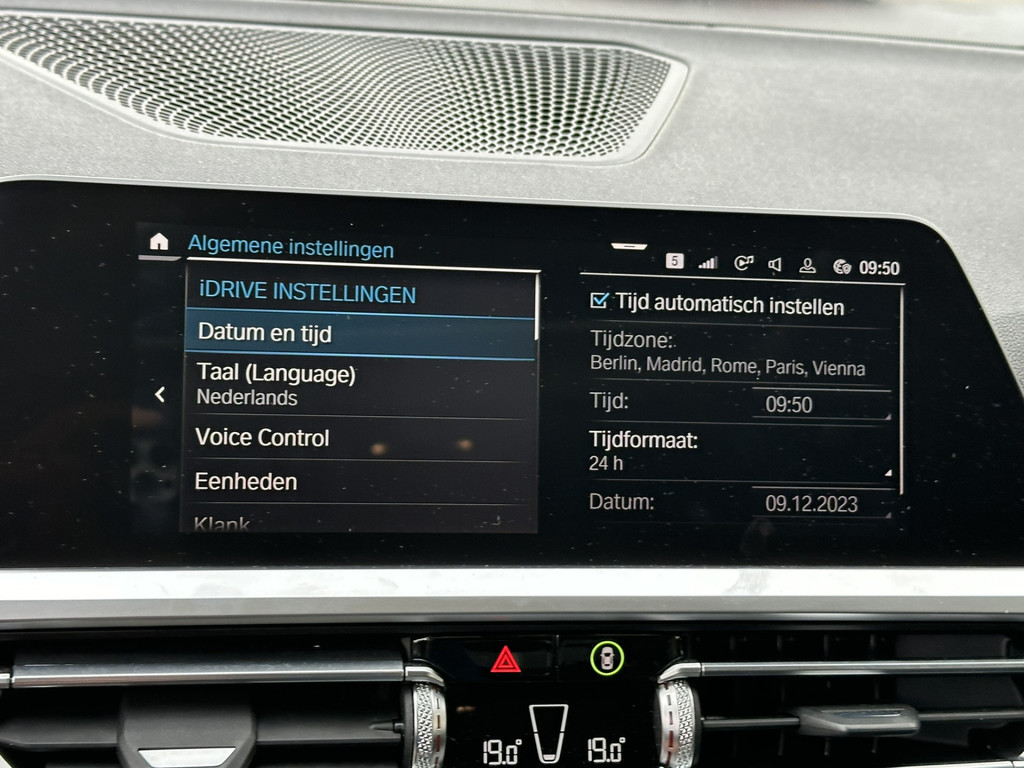 Algemene instellingen
5
09:50
iDRIVE INSTELLINGEN
Datum en tijd
Taal (Language)
Nederlands
Voice Control
Eenheden
Klank
Tijd automatisch instellen
Tijdzone:
Berlin, Madrid, Rome, Paris, Vienna
Tijd: 09:50
Tijdformaat:
24 h
Datum: 09.12.2023
19.0° 19.0°